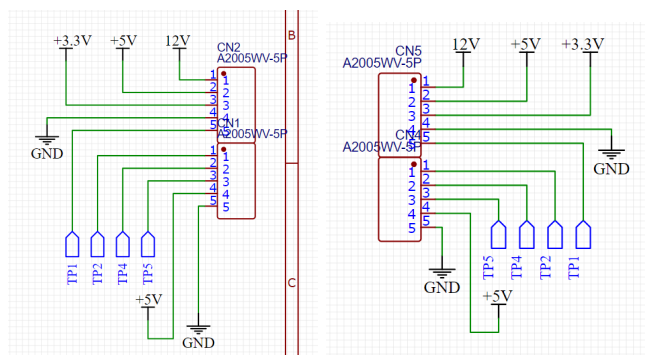 +3.3V +5V 12V
CN2
A2005WV-5P
1 1
2 2
3 3
4 4
5 5
GND
CN1
A2005WV-5P
1 1
2 2
3 3
4 4
5 5
TP1 TP2 TP4 TP5
+5V
GND
B
C
12V +5V +3.3V
CN5
A2005WV-5P
1 1
2 2
3 3
4 4
5 5
GND
CN4
A2005WV-5P
1 1
2 2
3 3
4 4
5 5
TP5 TP4 TP2 TP1
GND
+5V